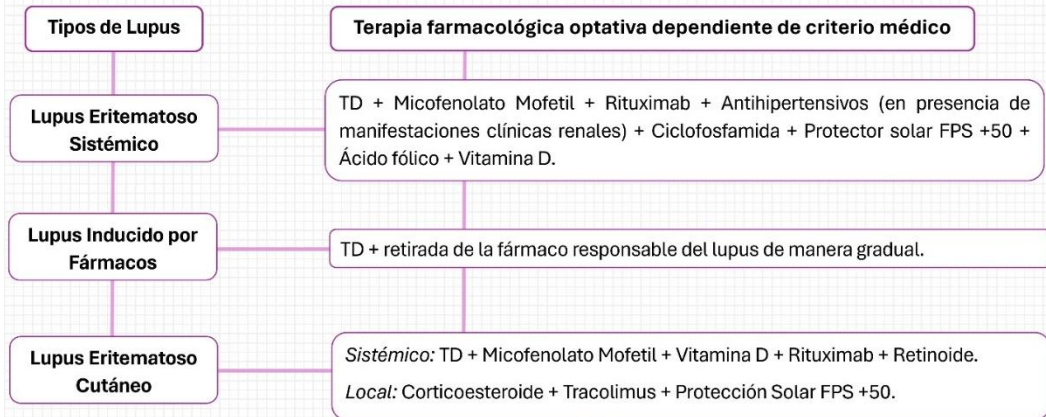 Tipos de Lupus
Terapia farmacológica optativa dependiente de criterio médico
Lupus Eritematoso
Sistémico
TD + Micofenolato Mofetil + Rituximab + Antihipertensivos (en presencia de
manifestaciones clínicas renales) + Ciclofosfamida + Protector solar FPS +50 +
Ácido fólico + Vitamina D.
Lupus Inducido por
Fármacos
TD + retirada de la fármaco responsable del lupus de manera gradual.
Lupus Eritematoso
Cutáneo
Sistémico: TD + Micofenolato Mofetil + Vitamina D + Rituximab + Retinoide.
Local: Corticoesteroide + Tracolimus + Protección Solar FPS +50.